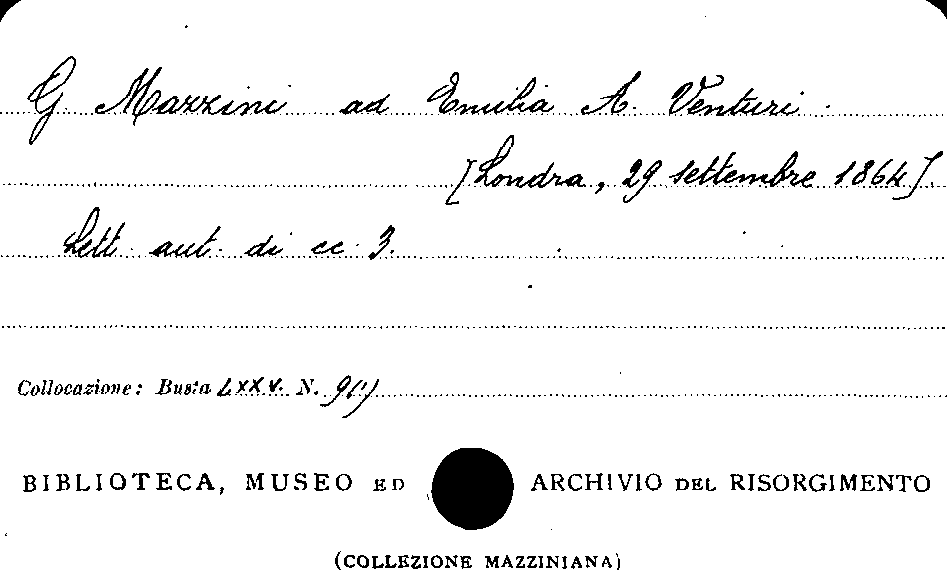 G. Mazzini ad Emilia A. Venturi.
[Londra, 29 settembre 1864].
Lett. aut. di cc. 3.
Collocazione: Busta LXXV. N. 9(1)
BIBLIOTECA, MUSEO ED ARCHIVIO DEL RISORGIMENTO
(COLLEZIONE MAZZINIANA)